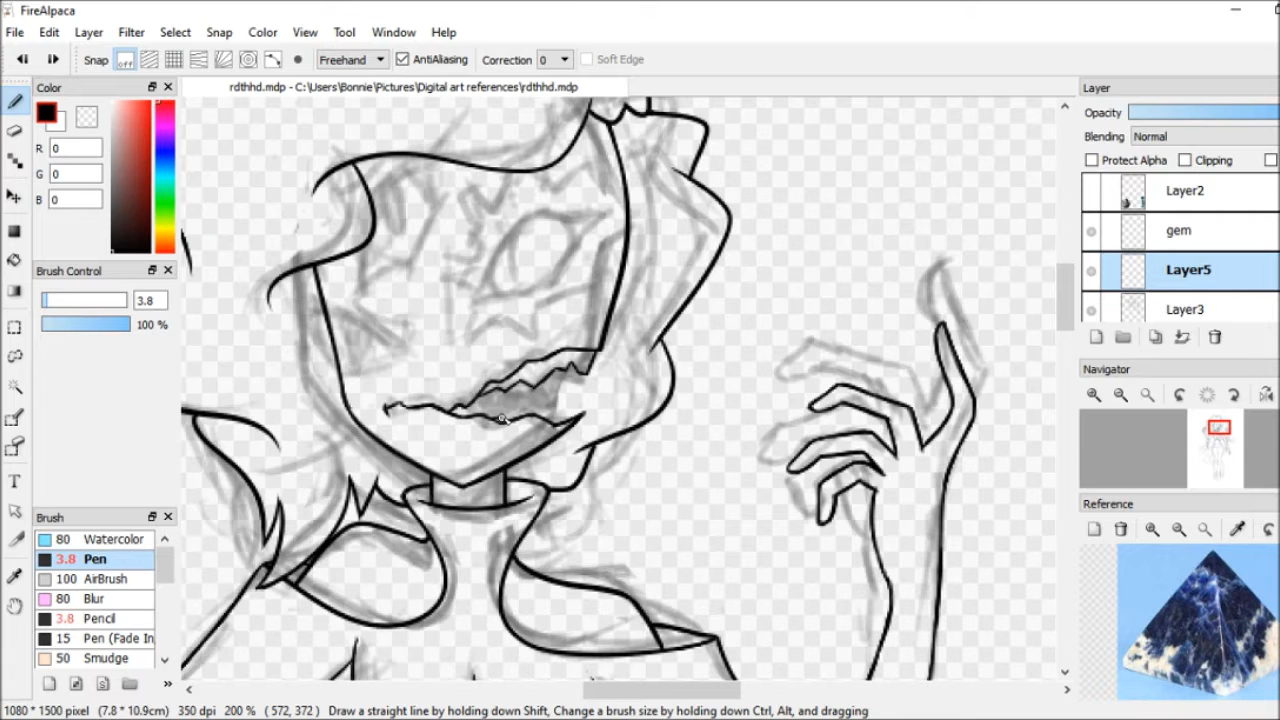 FireAlpaca
File Edit Layer Filter Select Snap Color View Tool Window Help
Snap off Freehand AntiAliasing Correction 0 Soft Edge
Color
rdthhd.mdp - C:\Users\Bonnie\Pictures\Digital art references\rdthhd.mdp
R 0
G 0
B 0
Brush Control
3.8
100 %
Brush
80 Watercolor
3.8 Pen
100 AirBrush
80 Blur
3.8 Pencil
15 Pen (Fade In
50 Smudge
Layer
Opacity
Blending Normal
Protect Alpha Clipping
Layer2
gem
Layer5
Layer3
Navigator
Reference
1080 * 1500 pixel (7.8 * 10.9cm) 350 dpi 200 % ( 572, 372 ) Draw a straight line by holding down Shift, Change a brush size by holding down Ctrl, Alt, and dragging